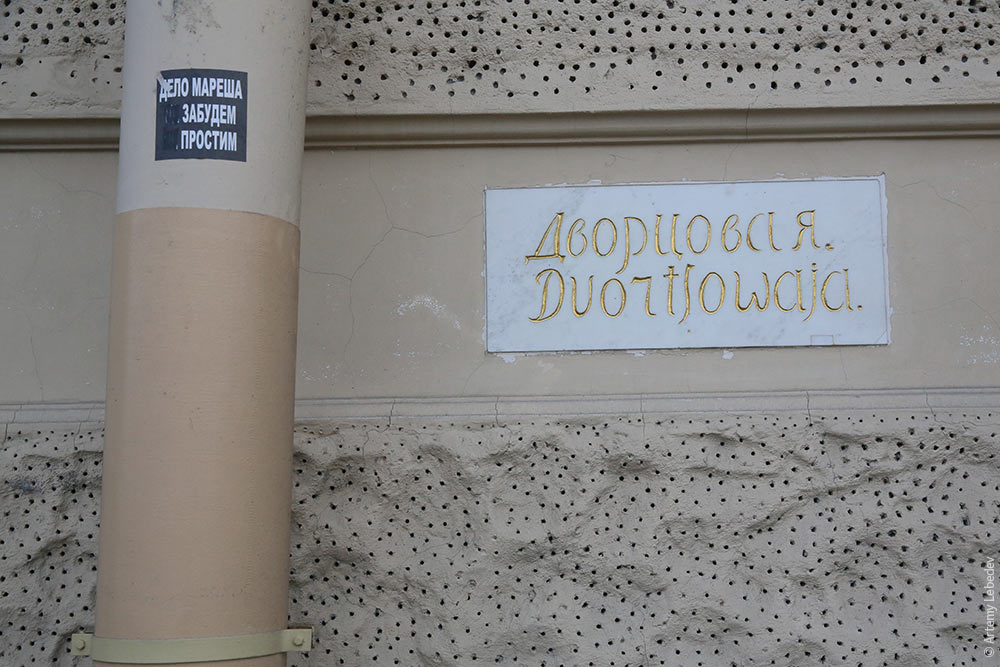 ДЕЛО МАРЕША
ЗАБУДЕМ
ПРОСТИМ
Дворцовая.
Dvortſowaja.
© Artemy Lebedev